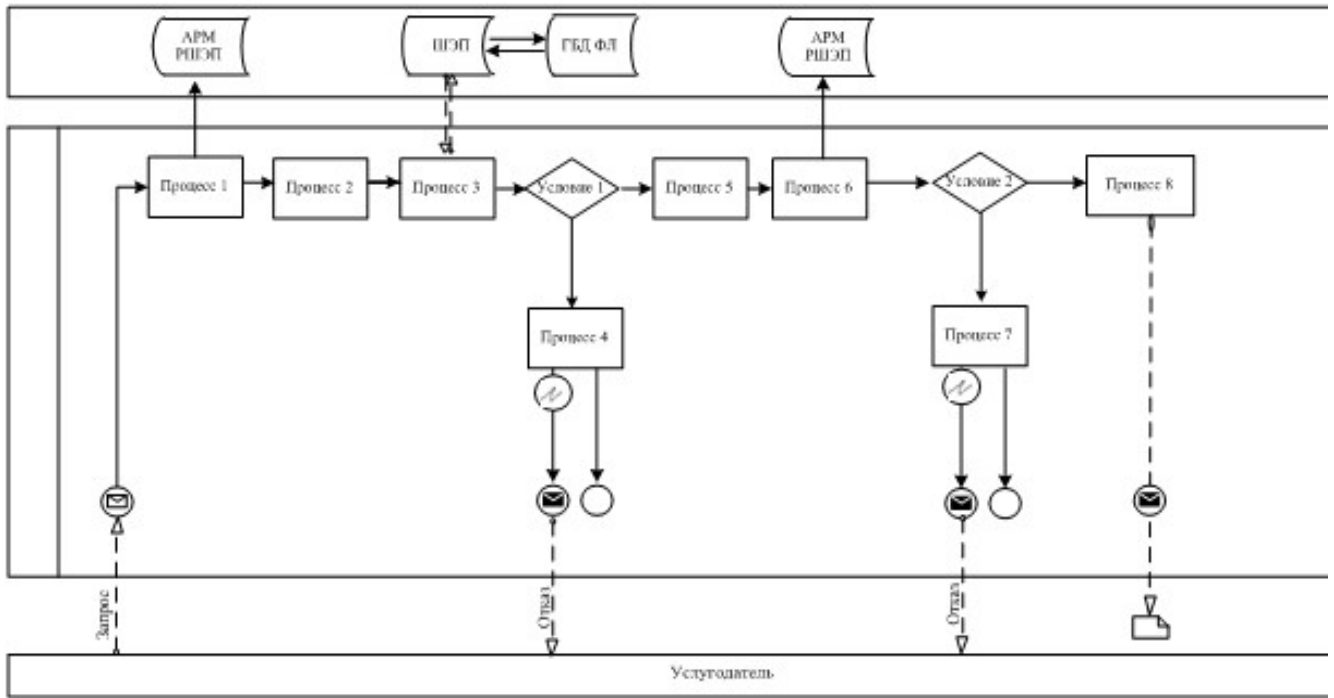 АРМ
РШЭП
ШЭП
ГБД ФЛ
АРМ
РШЭП
Процесс 1
Процесс 2
Процесс 3
Условие 1
Процесс 5
Процесс 6
Условие 2
Процесс 8
Процесс 4
Процесс 7
Запрос
Отказ
Отказ
Услугодатель